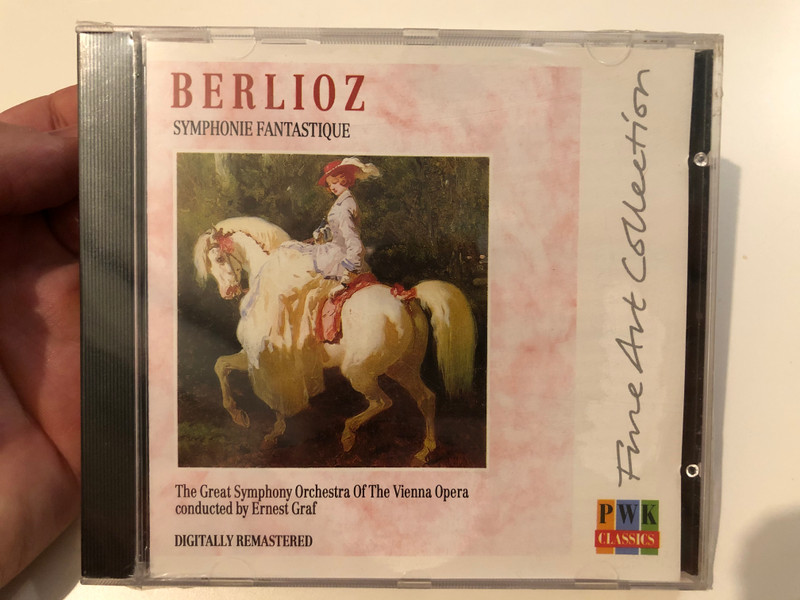 BERLIOZ
SYMPHONIE FANTASTIQUE
The Great Symphony Orchestra Of The Vienna Opera
conducted by Ernest Graf
DIGITALLY REMASTERED
Fine Art Collection
PWK
CLASSICS